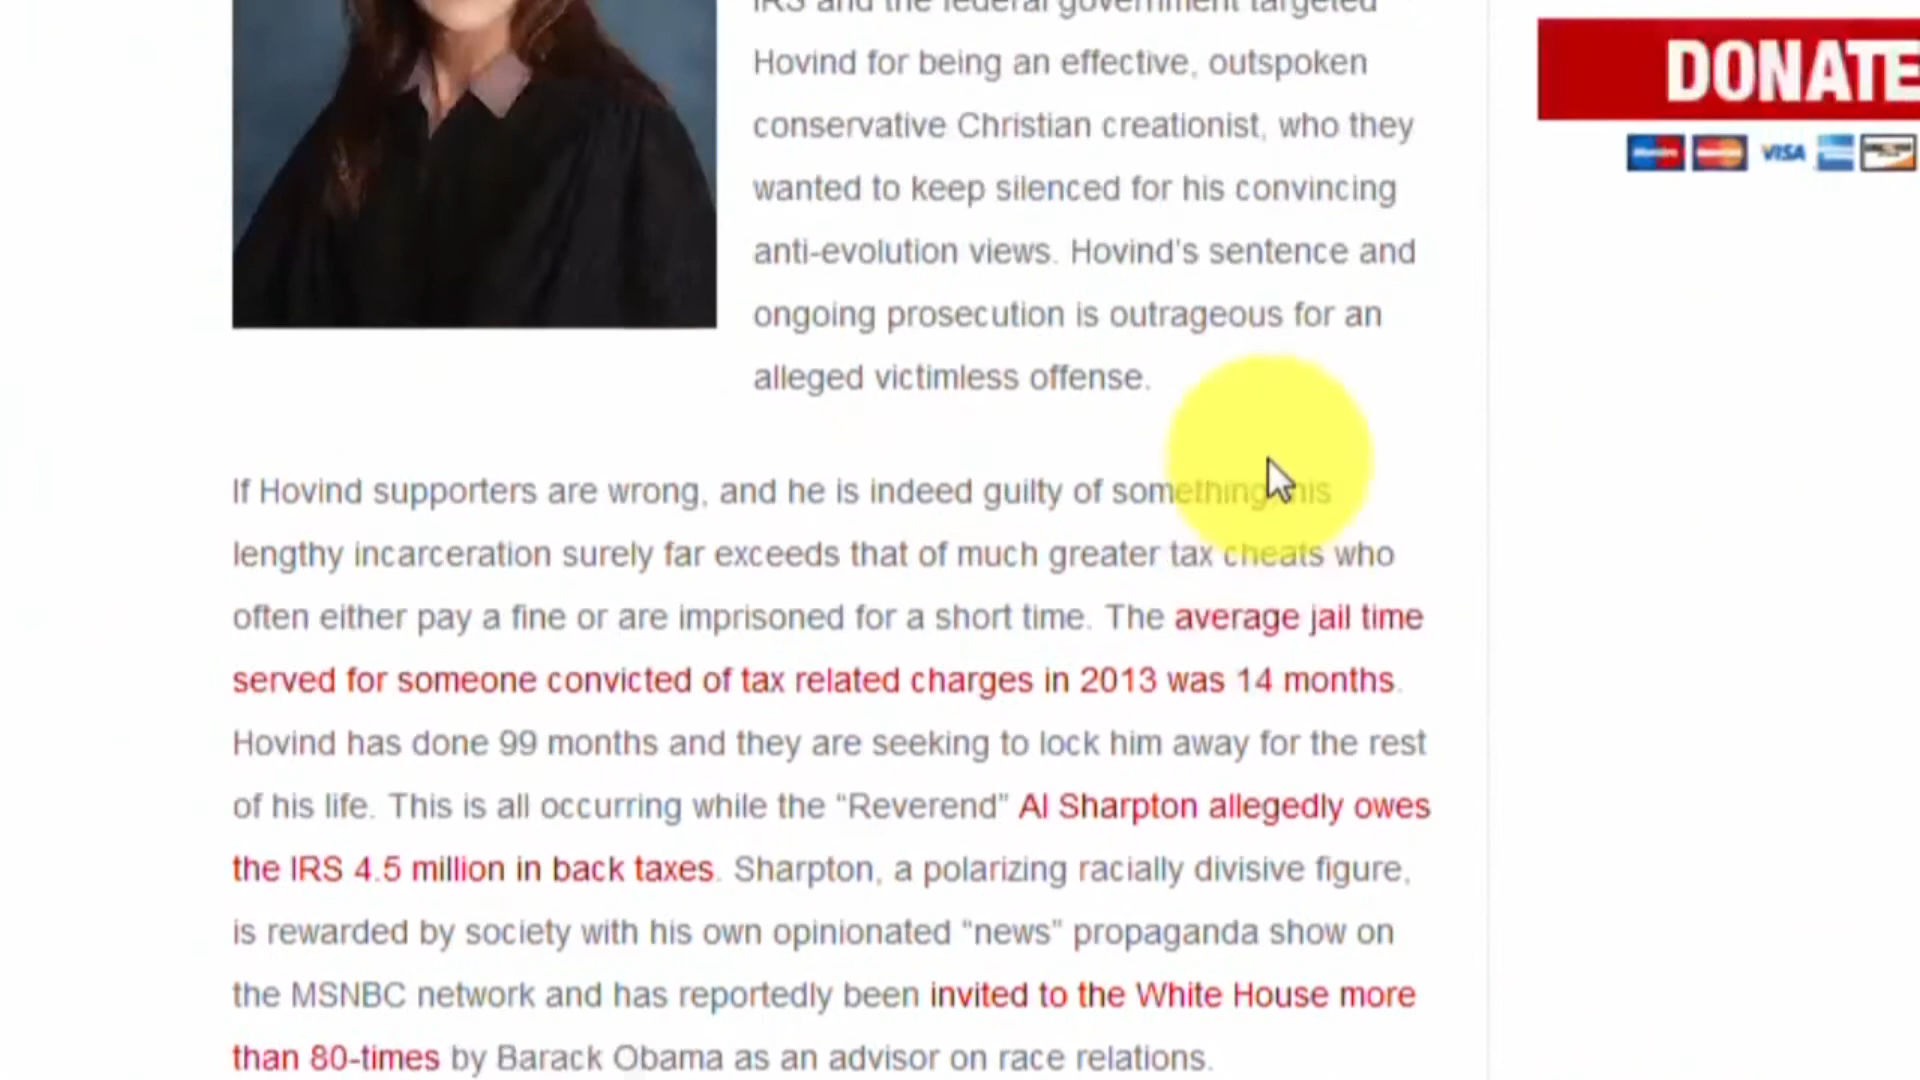 IRS and the federal government targeted
Hovind for being an effective, outspoken
conservative Christian creationist, who they
wanted to keep silenced for his convincing
anti-evolution views. Hovind's sentence and
ongoing prosecution is outrageous for an
alleged victimless offense.
If Hovind supporters are wrong, and he is indeed guilty of something, his
lengthy incarceration surely far exceeds that of much greater tax cheats who
often either pay a fine or are imprisoned for a short time. The average jail time
served for someone convicted of tax related charges in 2013 was 14 months.
Hovind has done 99 months and they are seeking to lock him away for the rest
of his life. This is all occurring while the “Reverend” Al Sharpton allegedly owes
the IRS 4.5 million in back taxes. Sharpton, a polarizing racially divisive figure,
is rewarded by society with his own opinionated “news” propaganda show on
the MSNBC network and has reportedly been invited to the White House more
than 80-times by Barack Obama as an advisor on race relations.
DONATE
VISA